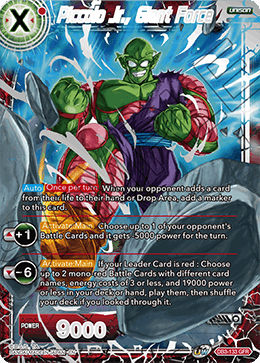 X
Piccolo Jr., Giant Force
UNISON
Auto Once per turn When your opponent adds a card
from their life to their hand or Drop Area, add a marker
to this card.
+1 Activate: Main Choose up to 1 of your opponent's
Battle Cards and it gets -5000 power for the turn.
-6 Activate: Main If your Leader Card is red : Choose
up to 2 mono-red Battle Cards with different card
names, energy costs of 3 or less, and 19000 power
or less in your deck or hand, play them, then shuffle
your deck if you looked through it.
POWER 9000
DB3-133 GFR